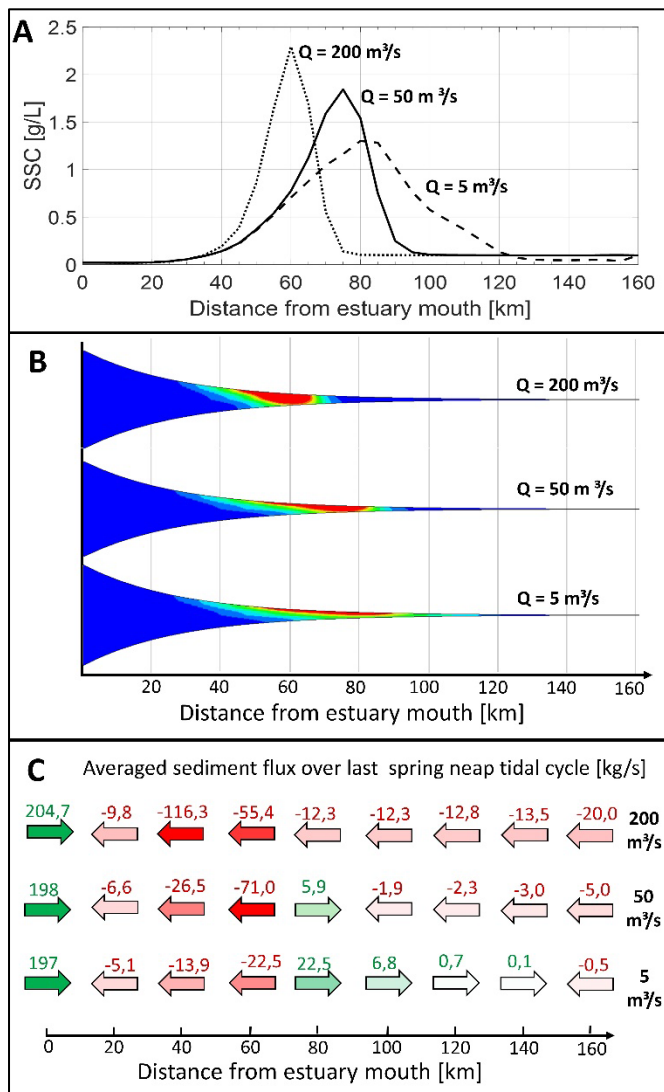 A
2.5
Q = 200 m³/s
2
Q = 50 m ³/s
SSC [g/L]
1.5
1
Q = 5 m³/s
0.5
0
0 20 40 60 80 100 120 140 160
Distance from estuary mouth [km]
B
Q = 200 m³/s
Q = 50 m ³/s
Q = 5 m³/s
20 40 60 80 100 120 140 160
Distance from estuary mouth [km]
C
Averaged sediment flux over last spring neap tidal cycle [kg/s]
204,7 -9,8 -116,3 -55,4 -12,3 -12,3 -12,8 -13,5 -20,0 200
m³/s
198 -6,6 -26,5 -71,0 5,9 -1,9 -2,3 -3,0 -5,0 50
m³/s
197 -5,1 -13,9 -22,5 22,5 6,8 0,7 0,1 -0,5 5
m³/s
0 20 40 60 80 100 120 140 160
Distance from estuary mouth [km]